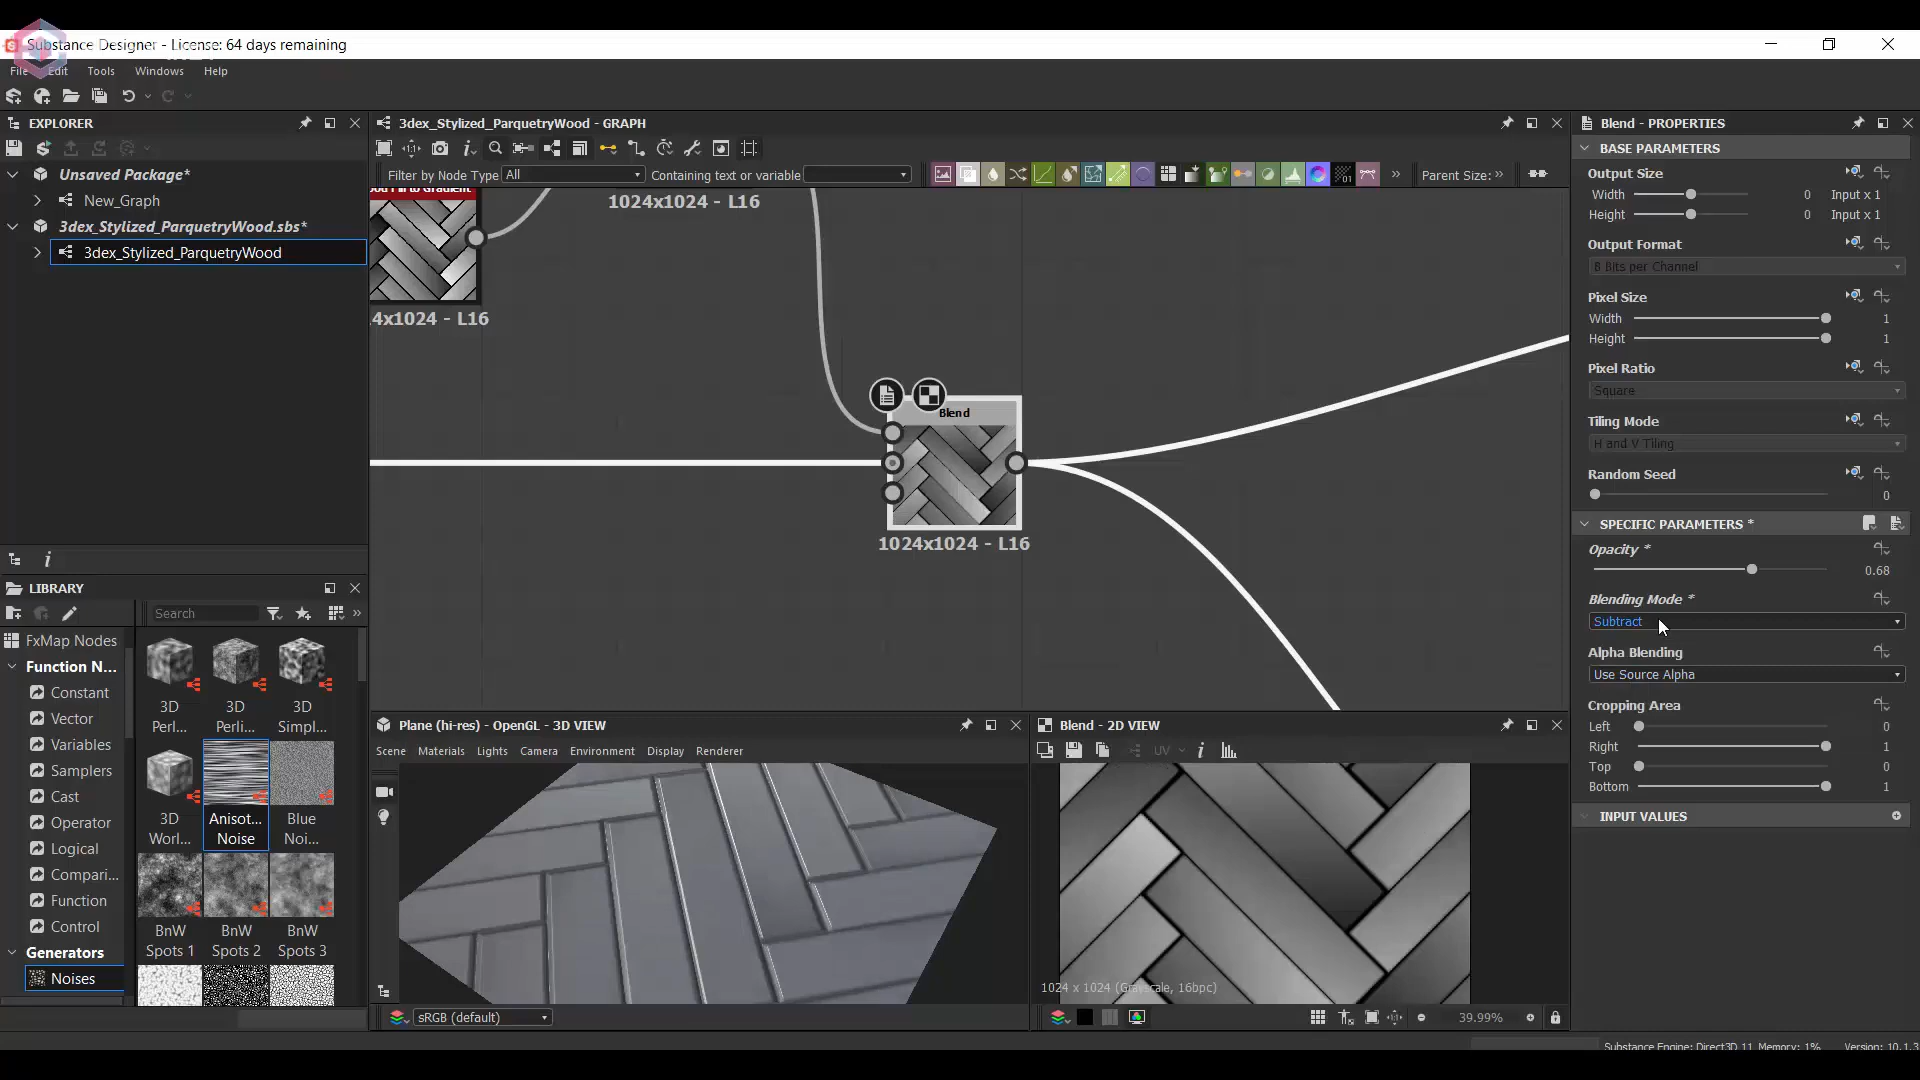 Substance Designer - License: 64 days remaining
File Edit Tools Windows Help
EXPLORER
Unsaved Package*
New_Graph
3dex_Stylized_ParquetryWood.sbs*
3dex_Stylized_ParquetryWood
3dex_Stylized_ParquetryWood - GRAPH
Filter by Node Type All Containing text or variable Parent Size:
Fill to Gradient
4x1024 - L16
1024x1024 - L16
Blend
1024x1024 - L16
LIBRARY
Search
FxMap Nodes
Function N...
Constant
Vector
Variables
Samplers
Cast
Operator
Logical
Compari...
Function
Control
Generators
Noises
3D Perl...
3D Perli...
3D Simpl...
3D Worl...
Anisot... Noise
Blue Noi...
BnW Spots 1
BnW Spots 2
BnW Spots 3
Plane (hi-res) - OpenGL - 3D VIEW
Scene Materials Lights Camera Environment Display Renderer
sRGB (default)
Blend - 2D VIEW
UV
1024 x 1024 (Grayscale, 16bpc)
39.99%
Blend - PROPERTIES
BASE PARAMETERS
Output Size
Width 0 Input x 1
Height 0 Input x 1
Output Format
8 Bits per Channel
Pixel Size
Width 1
Height 1
Pixel Ratio
Square
Tiling Mode
H and V Tiling
Random Seed
0
SPECIFIC PARAMETERS *
Opacity *
0.68
Blending Mode *
Subtract
Alpha Blending
Use Source Alpha
Cropping Area
Left 0
Right 1
Top 0
Bottom 1
INPUT VALUES
Substance Engine: Direct3D 11 Memory: 1% Version: 10.1.3